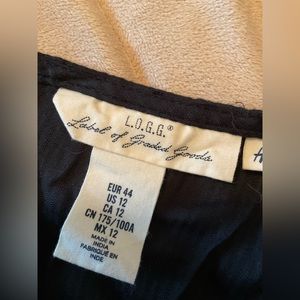 L.O.G.G.®
Label of Graded Goods
H
EUR 44
US 12
CA 12
CN 175/100A
MX 12
MADE IN
INDIA
FABRIQUÉ EN
INDE